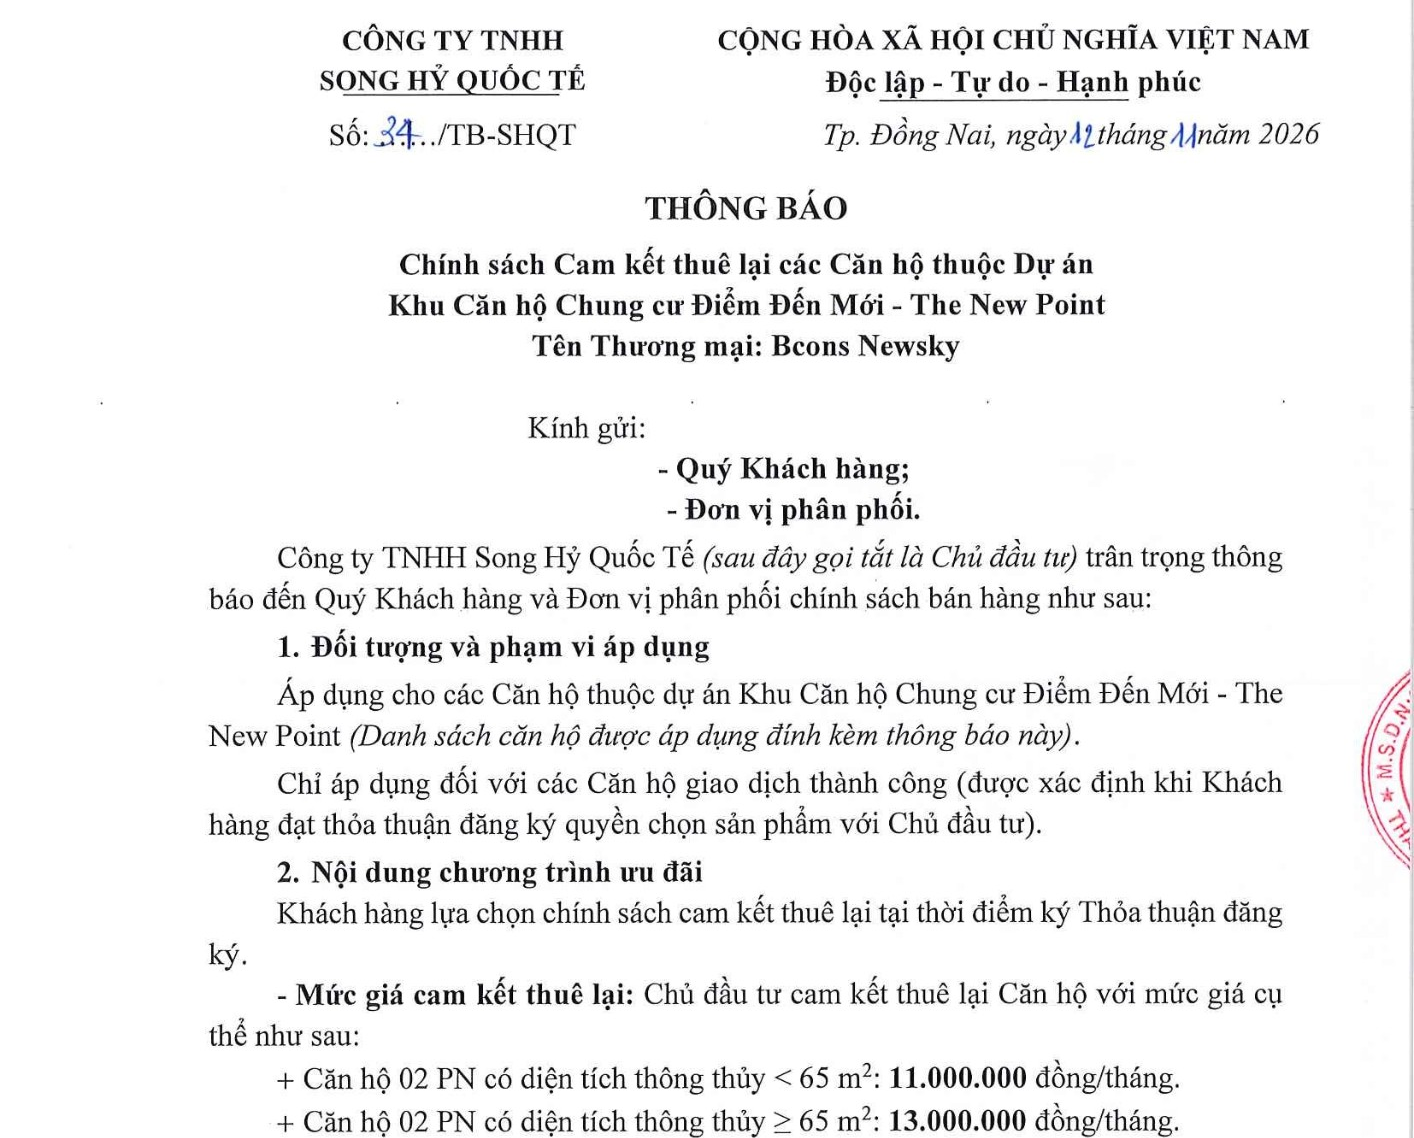 CÔNG TY TNHH
SONG HỶ QUỐC TẾ
Số: 34.../TB-SHQT
CỘNG HÒA XÃ HỘI CHỦ NGHĨA VIỆT NAM
Độc lập - Tự do - Hạnh phúc
Tp. Đồng Nai, ngày 12 tháng 11 năm 2026
THÔNG BÁO
Chính sách Cam kết thuê lại các Căn hộ thuộc Dự án
Khu Căn hộ Chung cư Điểm Đến Mới - The New Point
Tên Thương mại: Bcons Newsky
Kính gửi:
- Quý Khách hàng;
- Đơn vị phân phối.
Công ty TNHH Song Hỷ Quốc Tế (sau đây gọi tắt là Chủ đầu tư) trân trọng thông
báo đến Quý Khách hàng và Đơn vị phân phối chính sách bán hàng như sau:
1. Đối tượng và phạm vi áp dụng
Áp dụng cho các Căn hộ thuộc dự án Khu Căn hộ Chung cư Điểm Đến Mới - The
New Point (Danh sách căn hộ được áp dụng đính kèm thông báo này).
Chỉ áp dụng đối với các Căn hộ giao dịch thành công (được xác định khi Khách
hàng đạt thỏa thuận đăng ký quyền chọn sản phẩm với Chủ đầu tư).
2. Nội dung chương trình ưu đãi
Khách hàng lựa chọn chính sách cam kết thuê lại tại thời điểm ký Thỏa thuận đăng
ký.
- Mức giá cam kết thuê lại: Chủ đầu tư cam kết thuê lại Căn hộ với mức giá cụ
thể như sau:
+ Căn hộ 02 PN có diện tích thông thủy < 65 m²: 11.000.000 đồng/tháng.
+ Căn hộ 02 PN có diện tích thông thủy ≥ 65 m²: 13.000.000 đồng/tháng.
* M.S.D.N